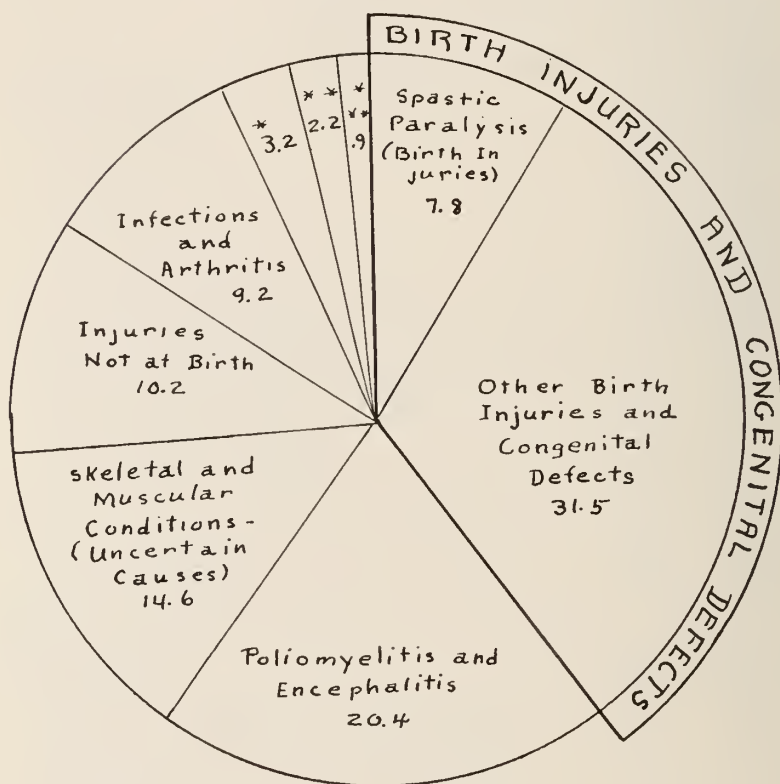 BIRTH INJURIES AND CONGENITAL DEFECTS
Spastic
Paralysis
(Birth In
juries)
7.8
Other Birth
Injuries and
Congenital
Defects
31.5
Poliomyelitis and
Encephalitis
20.4
Skeletal and
Muscular
Conditions -
(Uncertain
Causes)
14.6
Injuries
Not at Birth
10.2
Infections
and
Arthritis
9.2
*
3.2
* *
2.2
*
**
.9